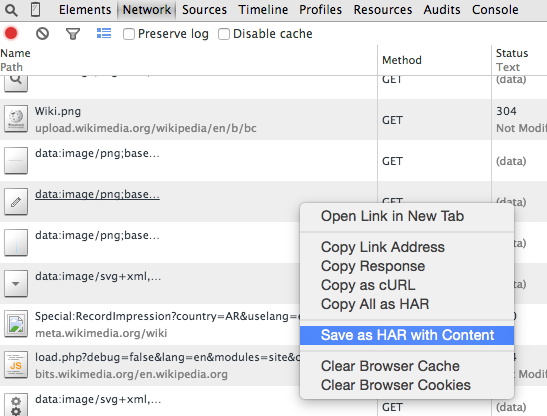 Elements Network Sources Timeline Profiles Resources Audits Console
Preserve log Disable cache
Name Method Status
Path Text
GET (data)
Wiki.png GET 304
upload.wikimedia.org/wikipedia/en/b/bc Not Modif
data:image/png;base... GET (data)
data:image/png;base... GET (data)
data:image/png;base...
data:image/svg+xml,...
Special:RecordImpression?country=AR&uselang=
meta.wikimedia.org/wiki
JS
load.php?debug=false&lang=en&modules=site&
bits.wikimedia.org/en.wikipedia.org
data:image/svg+xml,...
Open Link in New Tab
Copy Link Address
Copy Response
Copy as cURL
Copy All as HAR
Save as HAR with Content
Clear Browser Cache
Clear Browser Cookies
GET (data)